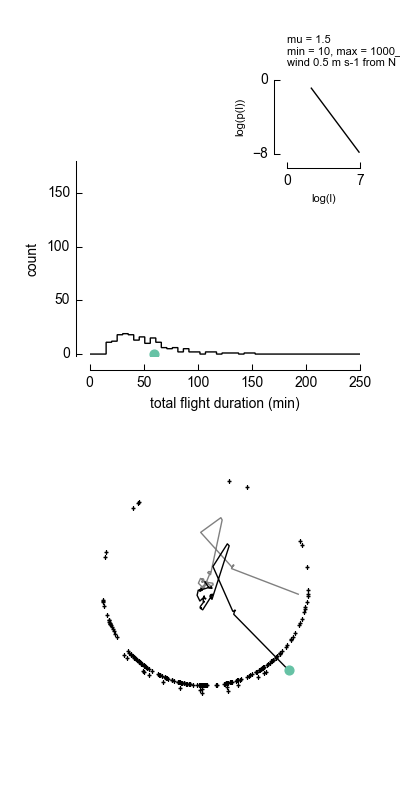 mu = 1.5
min = 10, max = 1000_
wind 0.5 m s-1 from N
0
log(p(l))
−8
0
7
log(l)
150
100
50
0
count
0
50
100
150
200
250
total flight duration (min)